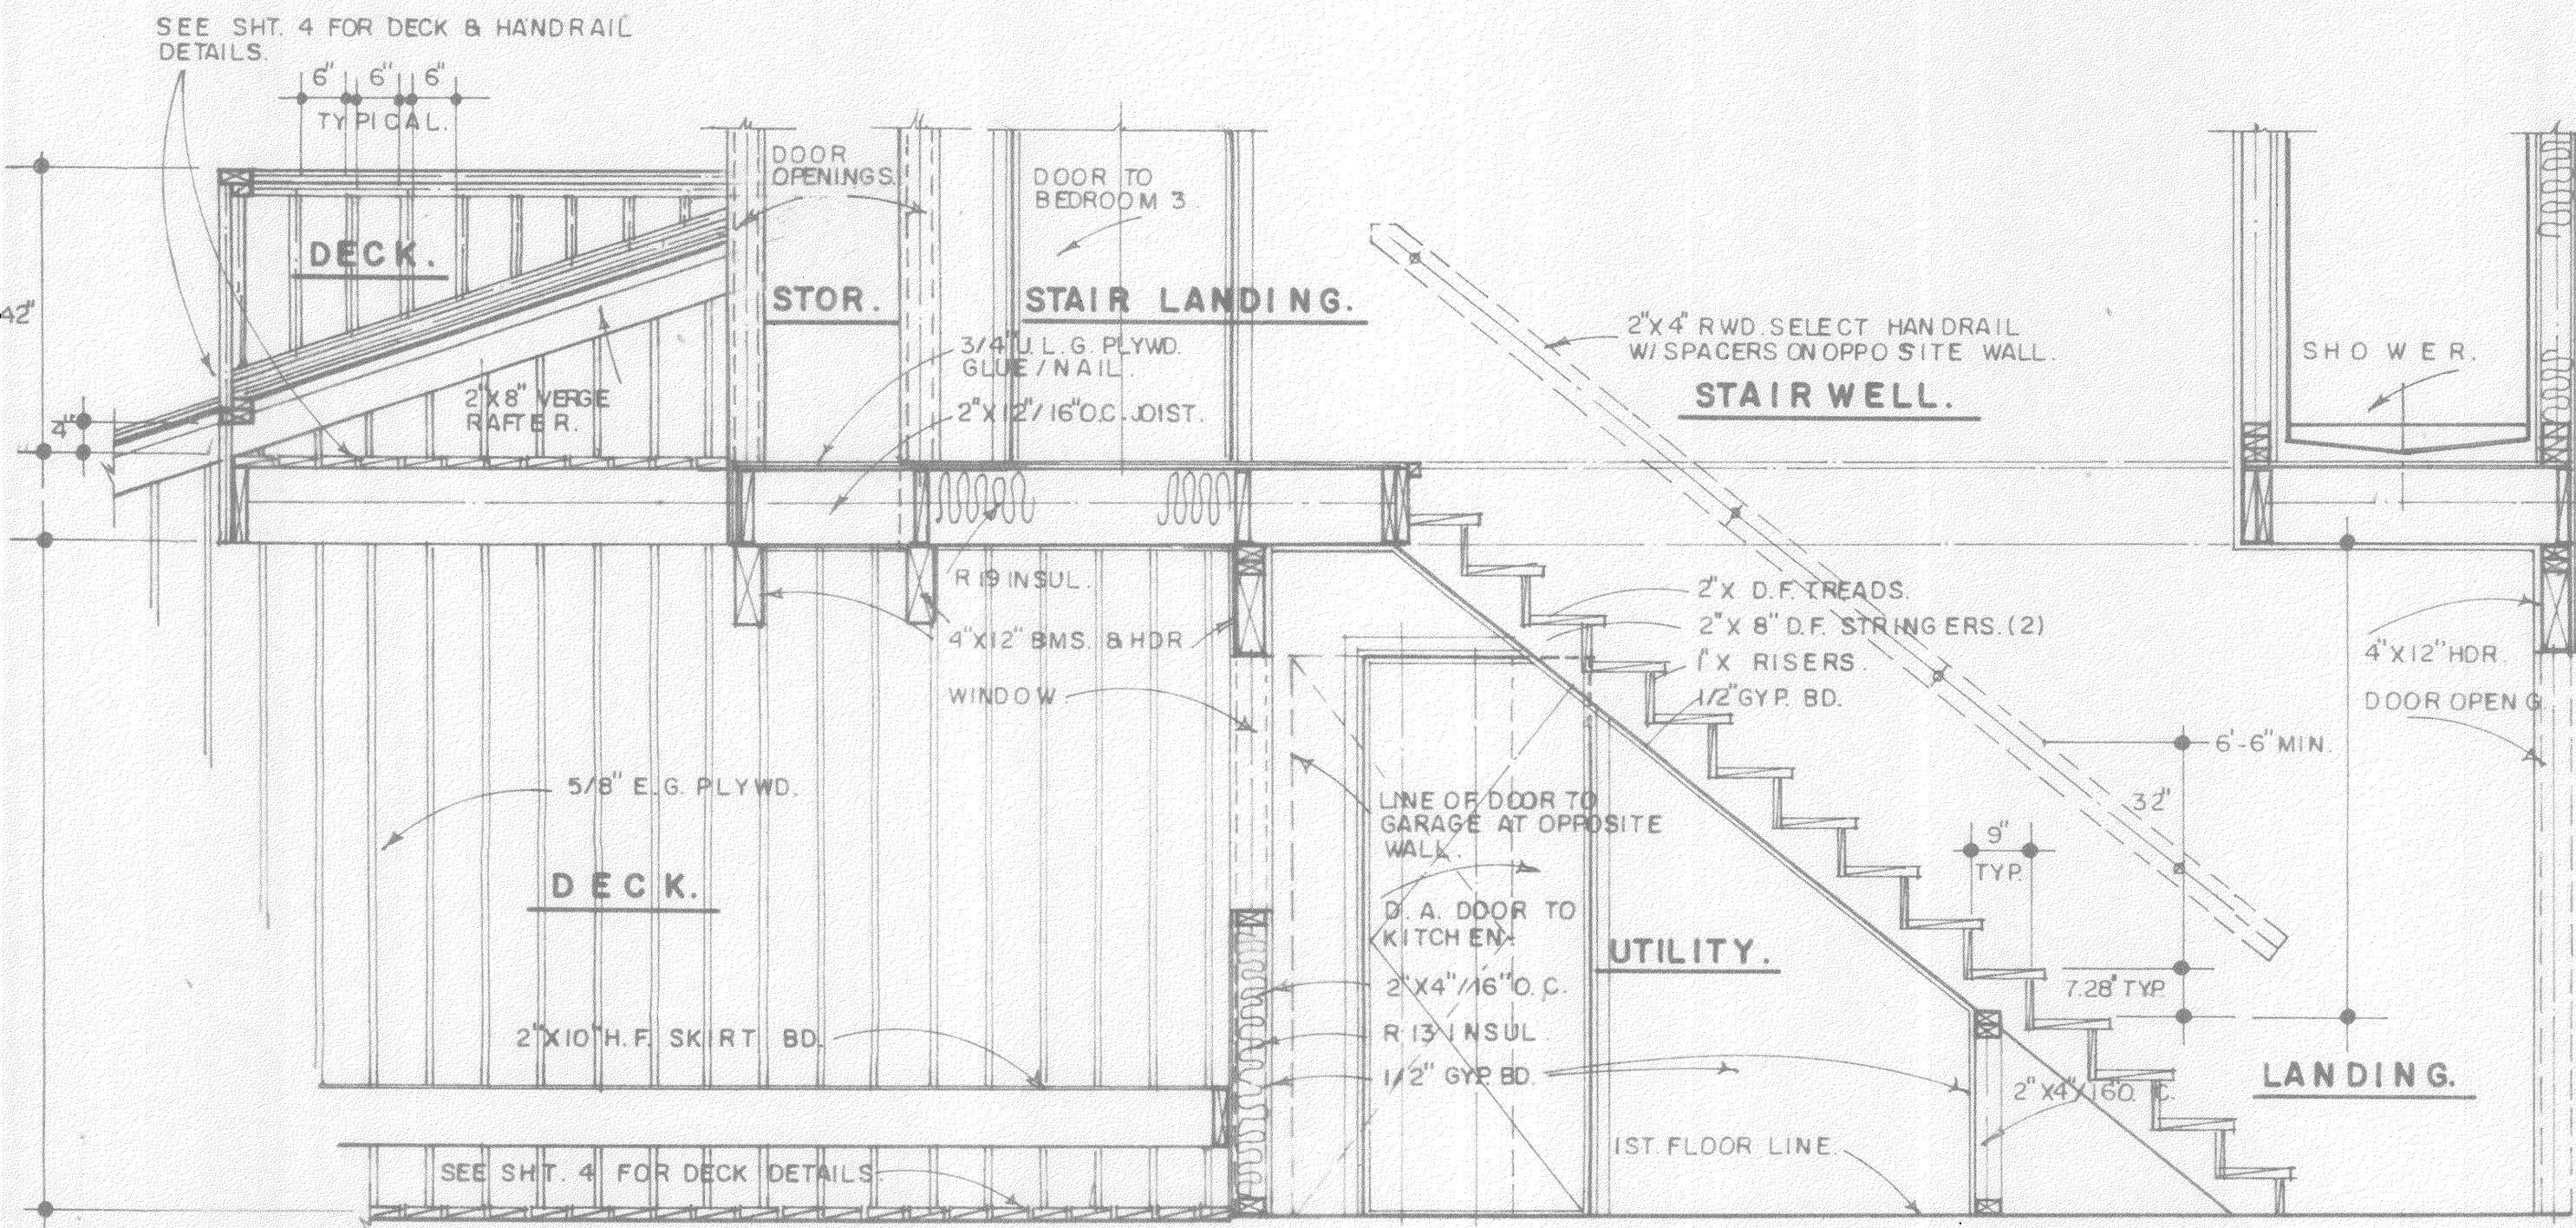 SEE SHT. 4 FOR DECK & HANDRAIL
DETAILS.
6" 6" 6"
TYPICAL.
DOOR
OPENINGS.
DOOR TO
BEDROOM 3
DECK.
STOR.
STAIR LANDING.
42"
2"X4" RWD. SELECT HANDRAIL
W/ SPACERS ON OPPOSITE WALL.
STAIRWELL.
SHOWER.
3/4" U.L.G. PLYWD.
GLUE/NAIL.
2"X12"/16"O.C. JOIST.
2"X8" VERGE
RAFTER.
4"
R 19 INSUL.
4"X12" BMS. & HDR.
WINDOW
2"X D.F. TREADS.
2"X 8" D.F. STRINGERS. (2)
1"X RISERS.
1/2" GYP. BD.
4"X12" HDR.
DOOR OPEN'G.
6'-6" MIN.
5/8" E.G. PLYWD.
LINE OF DOOR TO
GARAGE AT OPPOSITE
WALL.
32"
9"
TYP.
DECK.
D. A. DOOR TO
KITCHEN.
UTILITY.
2"X4"/16"O.C.
7.28" TYP.
R 13 INSUL.
2"X10" H.F. SKIRT BD.
1/2" GYP. BD.
LANDING.
2"X4"/16O.C.
1ST. FLOOR LINE.
SEE SHT. 4 FOR DECK DETAILS.